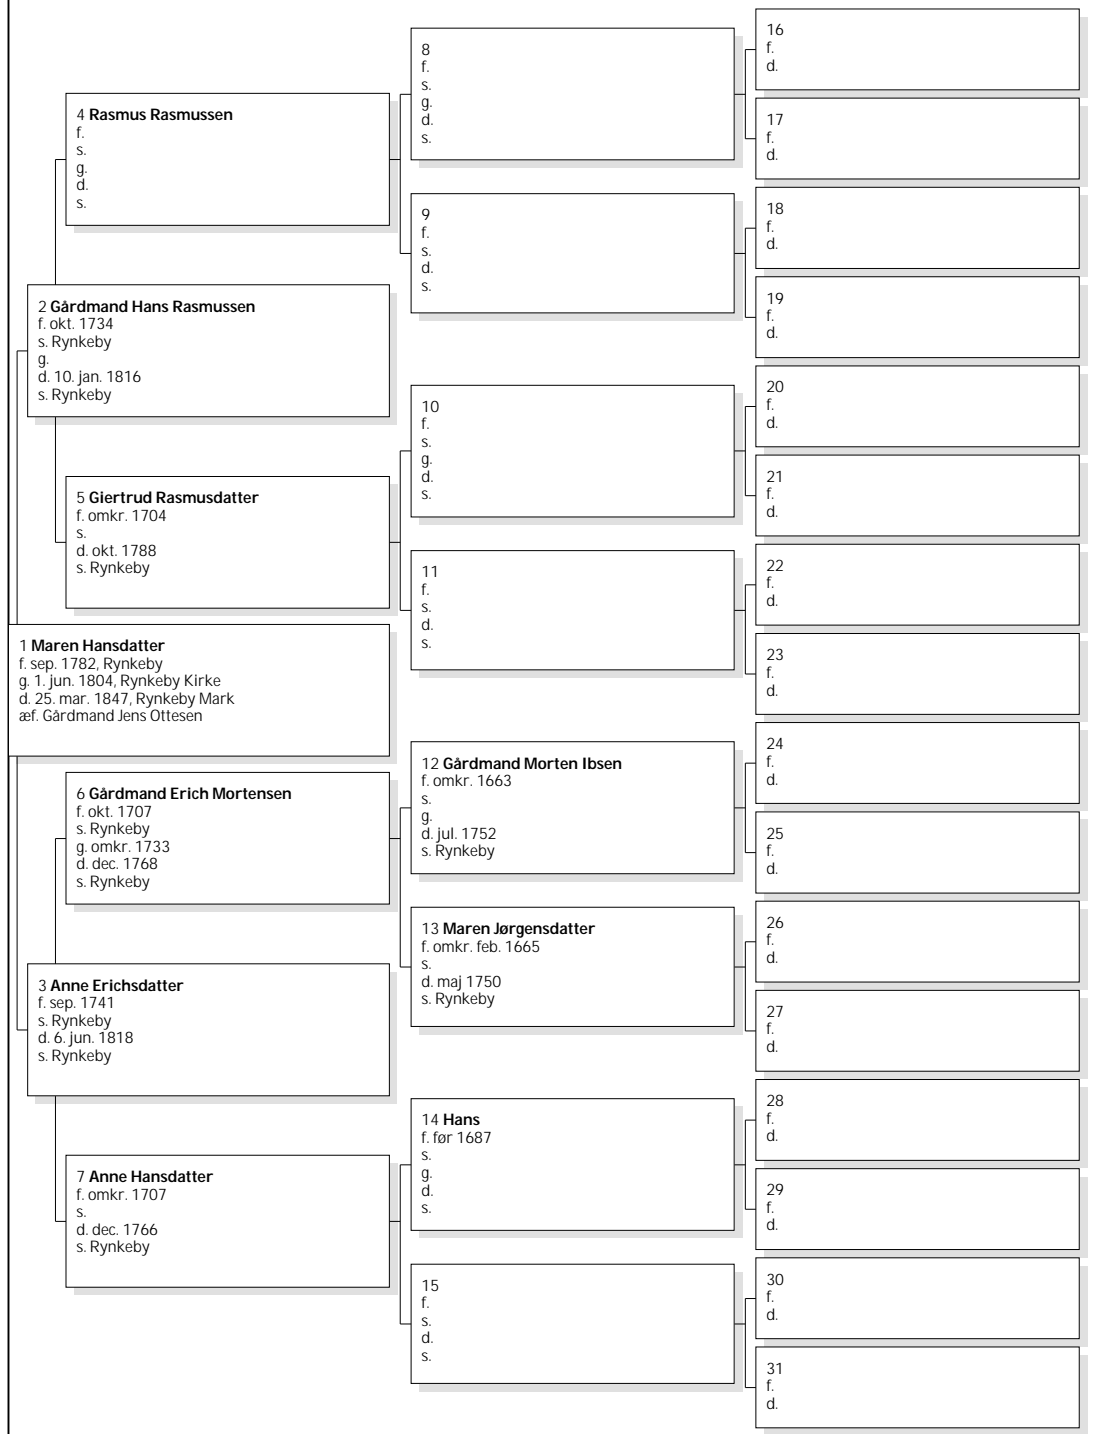 16
f.
d.
8
f.
s.
g.
d.
s.
17
f.
d.
4 Rasmus Rasmussen
f.
s.
g.
d.
s.
18
f.
d.
9
f.
s.
d.
s.
19
f.
d.
2 Gårdmand Hans Rasmussen
f. okt. 1734
s. Rynkeby
g.
d. 10. jan. 1816
s. Rynkeby
20
f.
d.
10
f.
s.
g.
d.
s.
21
f.
d.
5 Giertrud Rasmusdatter
f. omkr. 1704
s.
d. okt. 1788
s. Rynkeby
22
f.
d.
11
f.
s.
d.
s.
23
f.
d.
1 Maren Hansdatter
f. sep. 1782, Rynkeby
g. 1. jun. 1804, Rynkeby Kirke
d. 25. mar. 1847, Rynkeby Mark
æf. Gårdmand Jens Ottesen
24
f.
d.
12 Gårdmand Morten Ibsen
f. omkr. 1663
s.
g.
d. jul. 1752
s. Rynkeby
25
f.
d.
6 Gårdmand Erich Mortensen
f. okt. 1707
s. Rynkeby
g. omkr. 1733
d. dec. 1768
s. Rynkeby
26
f.
d.
13 Maren Jørgensdatter
f. omkr. feb. 1665
s.
d. maj 1750
s. Rynkeby
27
f.
d.
3 Anne Erichsdatter
f. sep. 1741
s. Rynkeby
d. 6. jun. 1818
s. Rynkeby
28
f.
d.
14 Hans
f. før 1687
s.
g.
d.
s.
29
f.
d.
7 Anne Hansdatter
f. omkr. 1707
s.
d. dec. 1766
s. Rynkeby
30
f.
d.
15
f.
s.
d.
s.
31
f.
d.